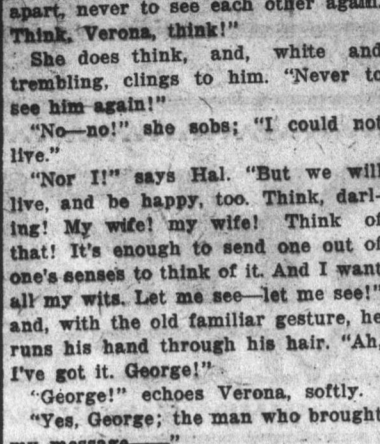 apart, never to see each other again.
Think, Verona, think!"
She does think, and, white and
trembling, clings to him. "Never to
see him again!"
"No—no!" she sobs; "I could not
live."
"Nor I!" says Hal. "But we will
live, and be happy, too. Think, darl-
ing! My wife! my wife! Think of
that! It's enough to send one out of
one's senses to think of it. And I want
all my wits. Let me see—let me see!"
and, with the old familiar gesture, he
runs his hand through his hair. "Ah,
I've got it. George!"
"George!" echoes Verona, softly.
"Yes, George; the man who brought
my message——"